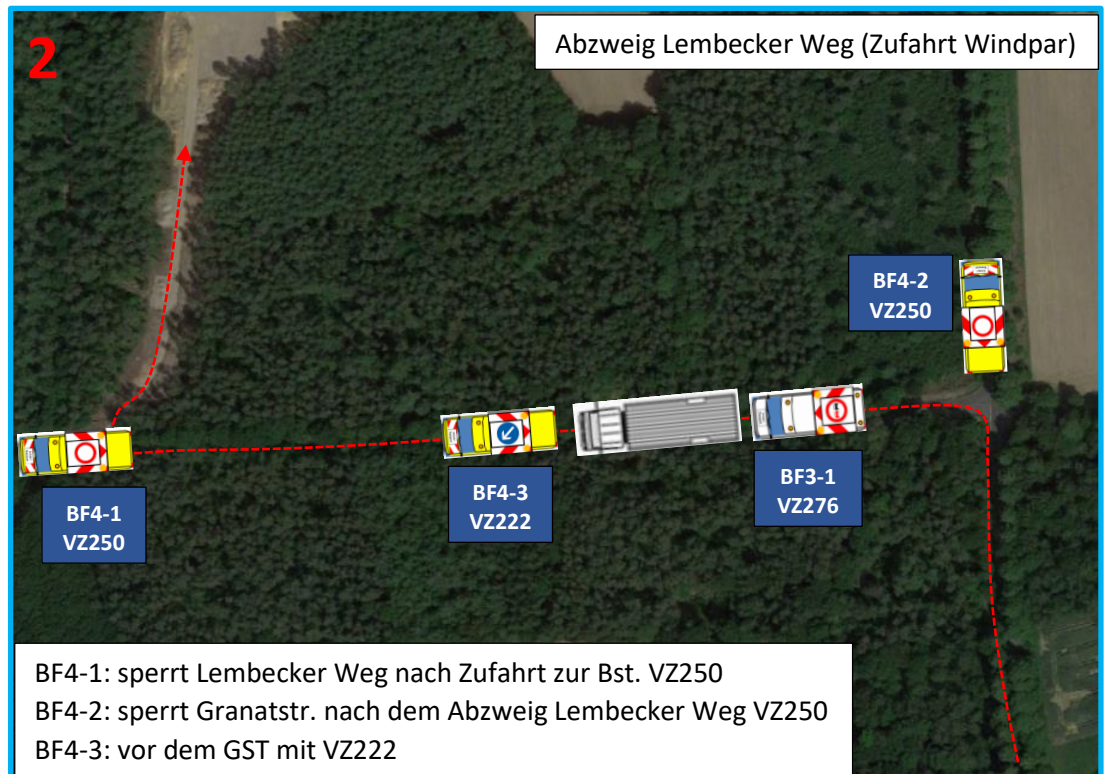 2
Abzweig Lembecker Weg (Zufahrt Windpar)
BF4-2
VZ250
BF4-1
VZ250
BF4-3
VZ222
BF3-1
VZ276
BF4-1: sperrt Lembecker Weg nach Zufahrt zur Bst. VZ250
BF4-2: sperrt Granatstr. nach dem Abzweig Lembecker Weg VZ250
BF4-3: vor dem GST mit VZ222